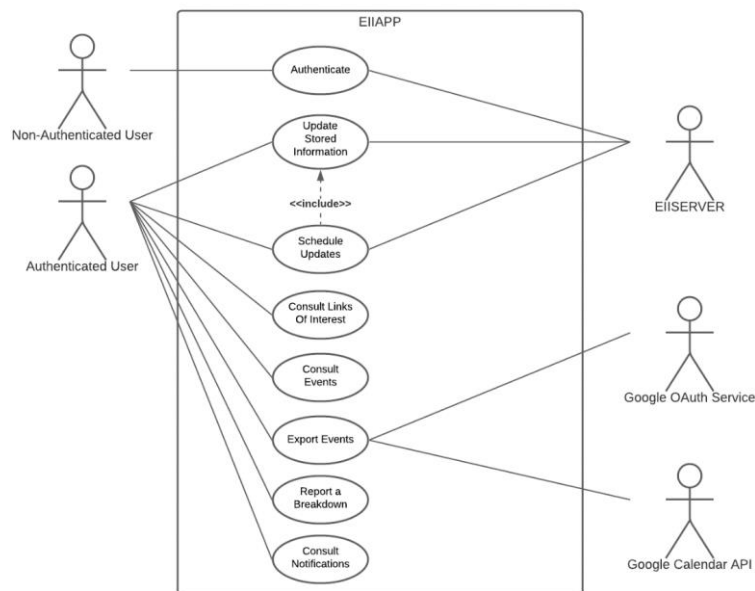 EIIAPP
Authenticate
Non-Authenticated User
Update
Stored
Information
<<include>>
EIISERVER
Schedule
Updates
Authenticated User
Consult Links
Of Interest
Consult
Events
Google OAuth Service
Export Events
Report a
Breakdown
Consult
Notifications
Google Calendar API